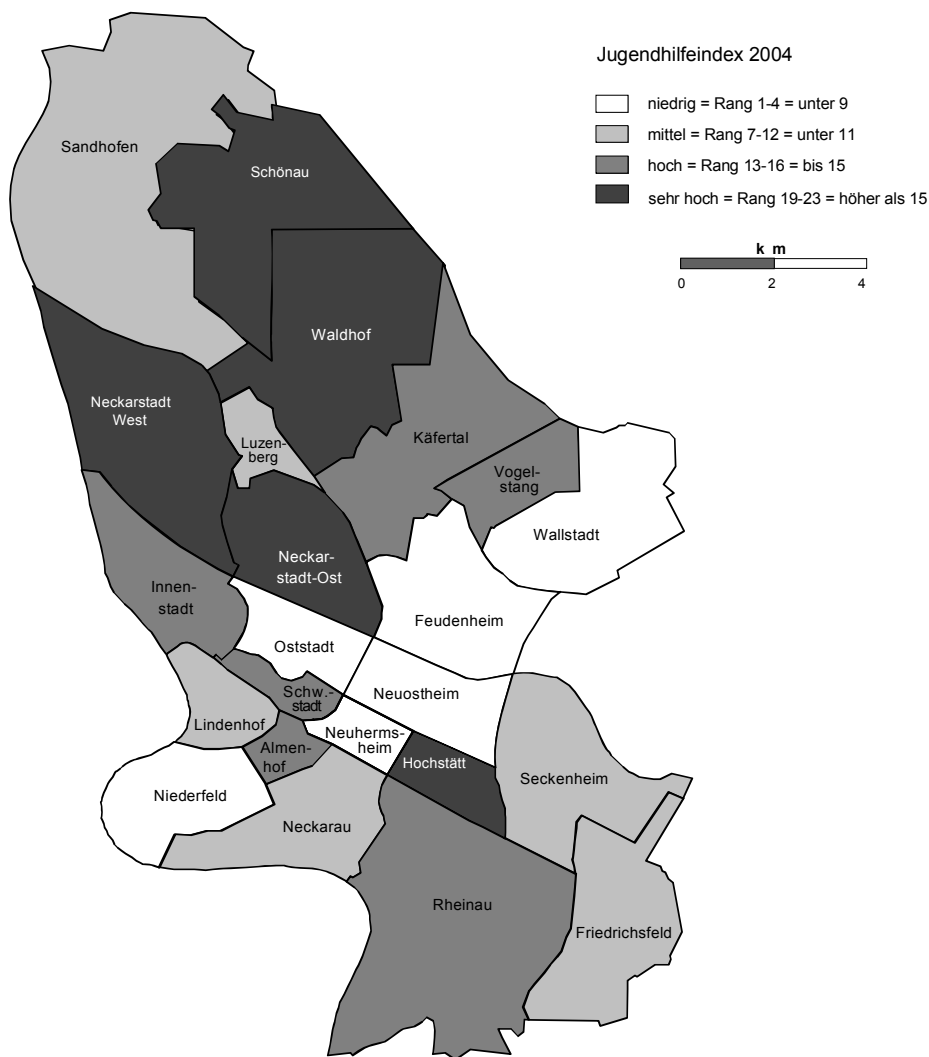 Jugendhilfeindex 2004
niedrig = Rang 1-4 = unter 9
mittel = Rang 7-12 = unter 11
hoch = Rang 13-16 = bis 15
sehr hoch = Rang 19-23 = höher als 15
k m
0 2 4
Sandhofen
Schönau
Waldhof
Neckarstadt
West
Luzen-
berg
Käfertal
Vogel-
stang
Wallstadt
Neckar-
stadt-Ost
Innen-
stadt
Feudenheim
Oststadt
Neuostheim
Schw.-
stadt
Lindenhof
Neuherms-
heim
Almen-
hof
Hochstätt
Seckenheim
Niederfeld
Neckarau
Rheinau
Friedrichsfeld